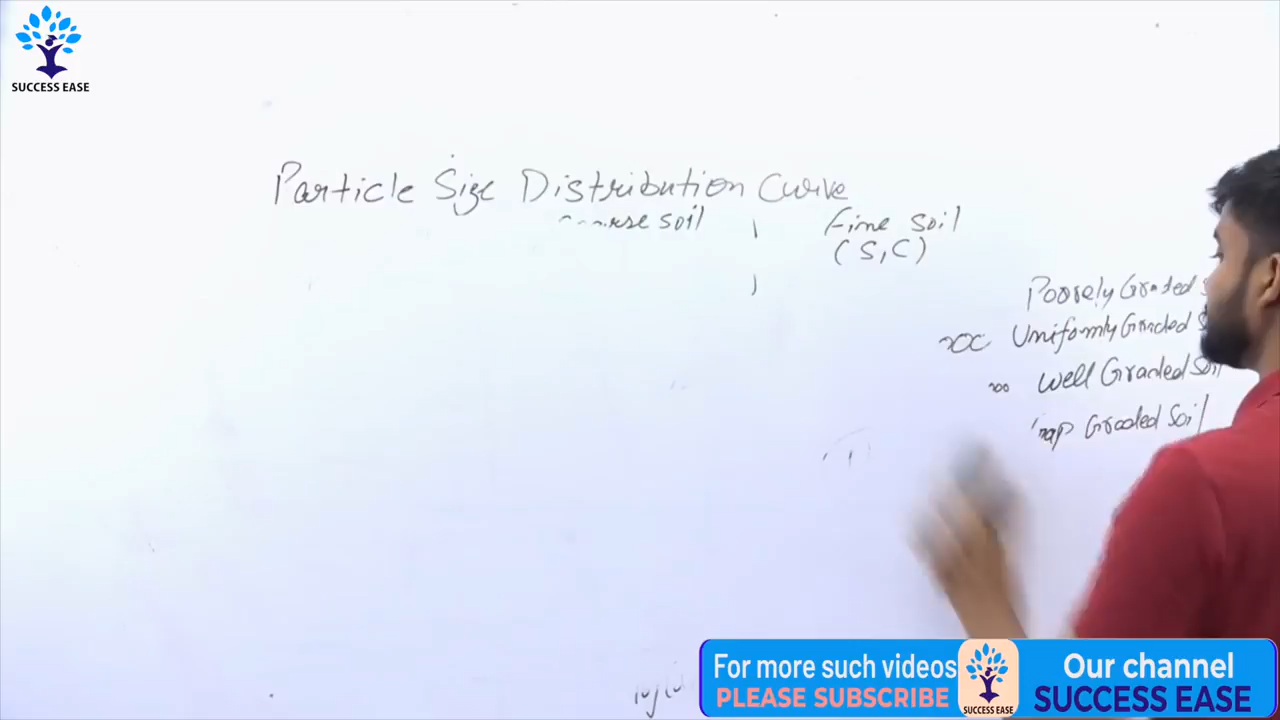 SUCCESS EASE
Particle Size Distribution Curve
soil
Fine Soil
(S,C)
Poorely Graded
Uniformly Graded S
Well Graded Soil
Graded Soil
For more such videos
PLEASE SUBSCRIBE
SUCCESS EASE
Our channel
SUCCESS EASE